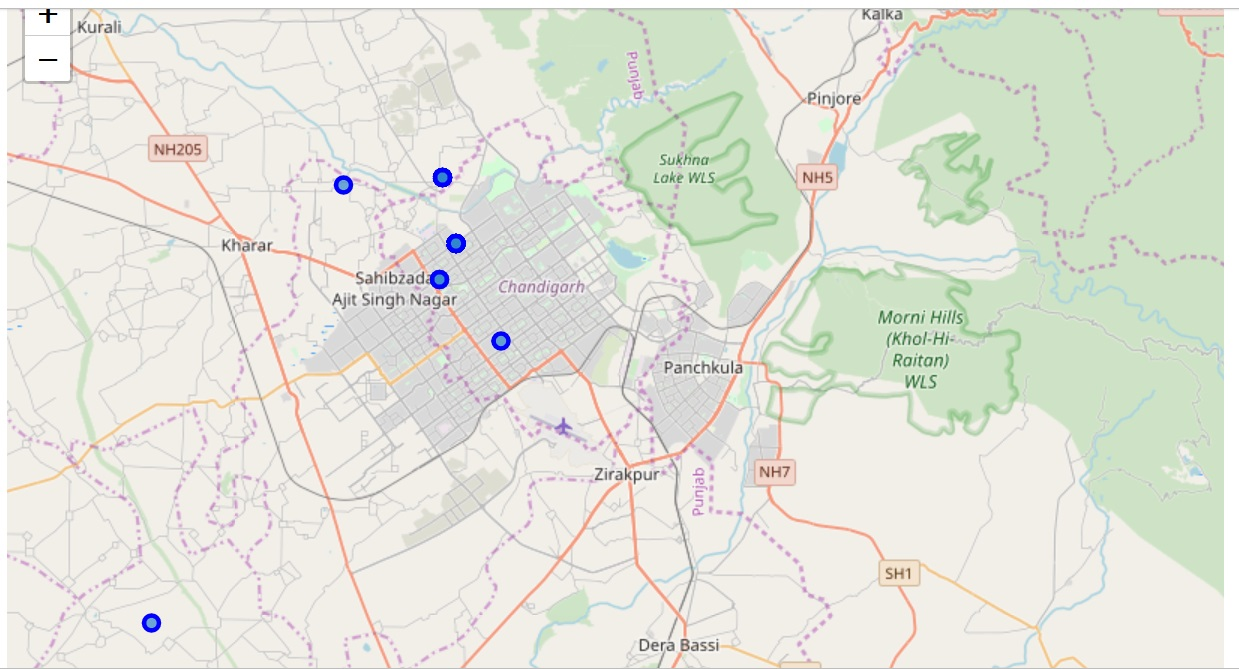 +
−
Kurali
Kalka
Punjab
Pinjore
NH205
Sukhna
Lake WLS
NH5
Kharar
Sahibzada
Ajit Singh Nagar
Chandigarh
Morni Hills
(Khol-Hi-
Raitan)
WLS
Panchkula
Zirakpur
NH7
Punjab
SH1
Dera Bassi